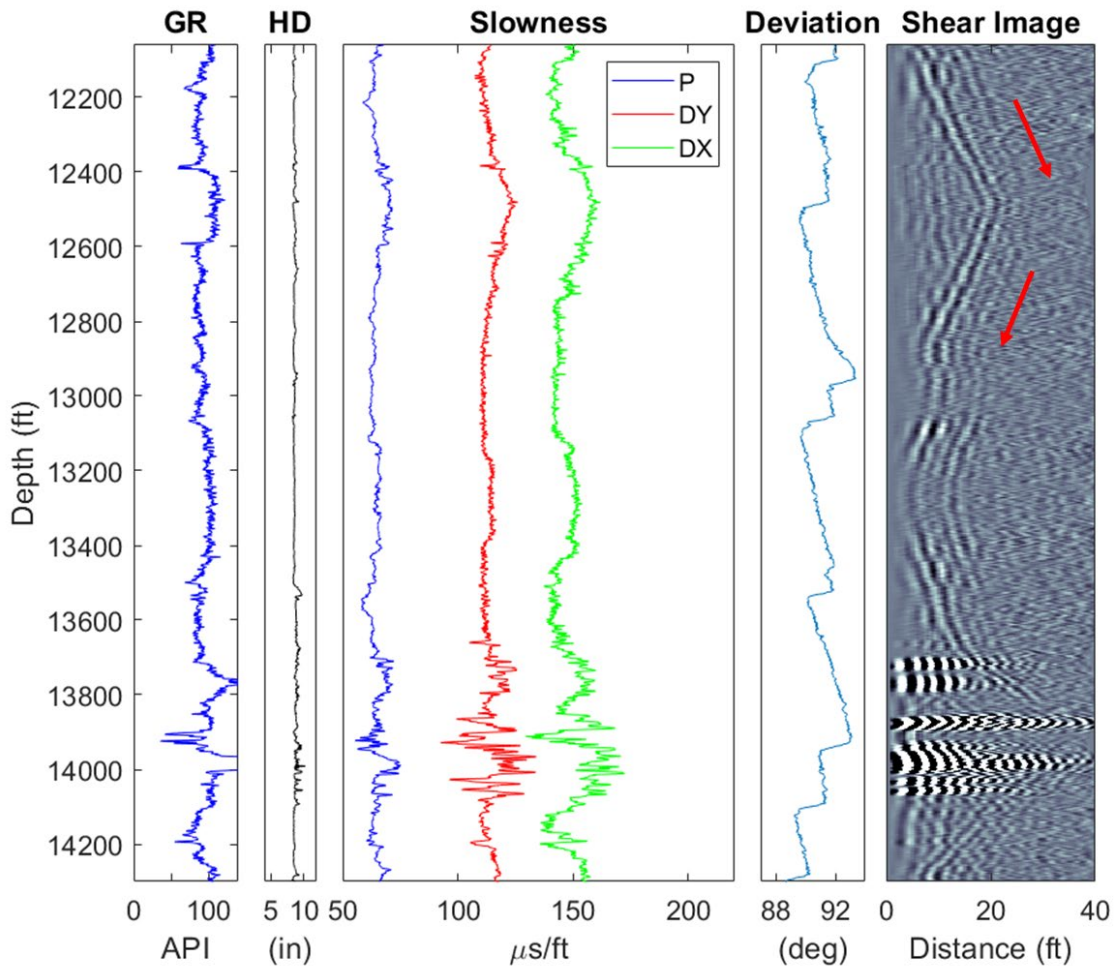 GR HD Slowness Deviation Shear Image
P
DY
DX
12200
12400
12600
12800
13000
13200
13400
13600
13800
14000
14200
Depth (ft)
0 100 5 10 50 100 150 200 88 92 0 20 40
API (in) μs/ft (deg) Distance (ft)